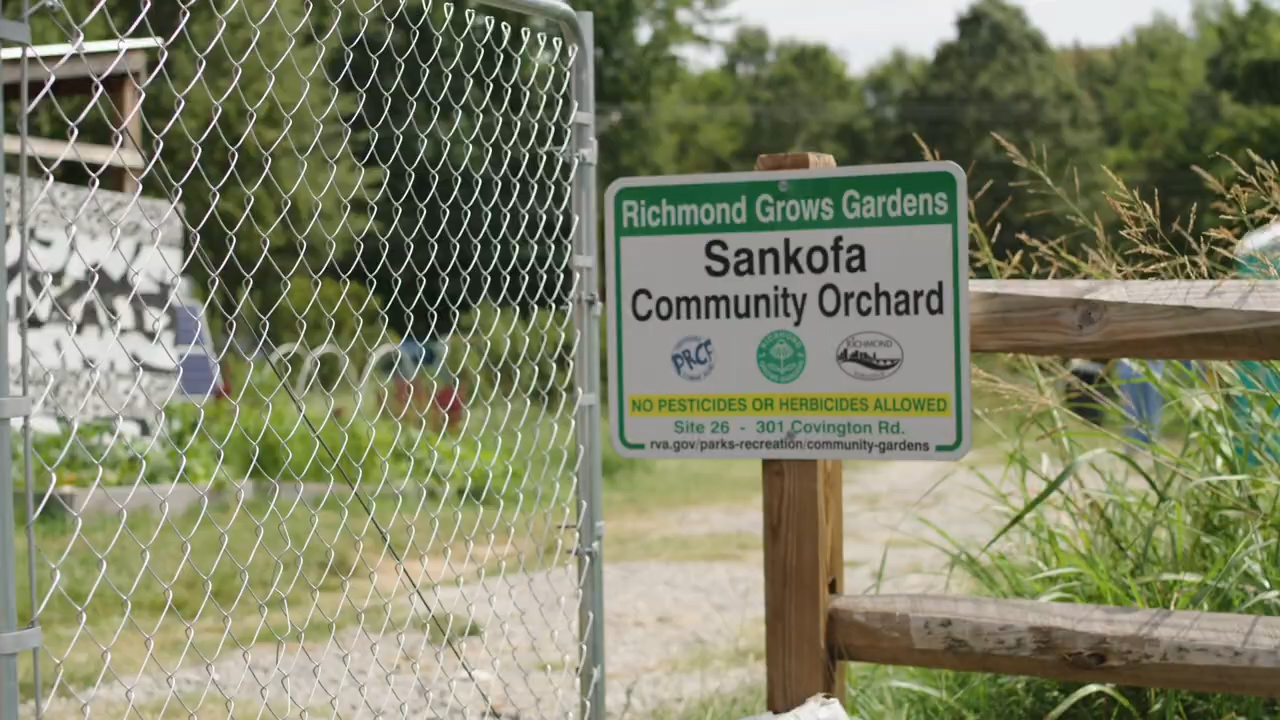 Richmond Grows Gardens
Sankofa
Community Orchard
PRCF
RICHMOND
NO PESTICIDES OR HERBICIDES ALLOWED
Site 26 - 301 Covington Rd.
rva.gov/parks-recreation/community-gardens